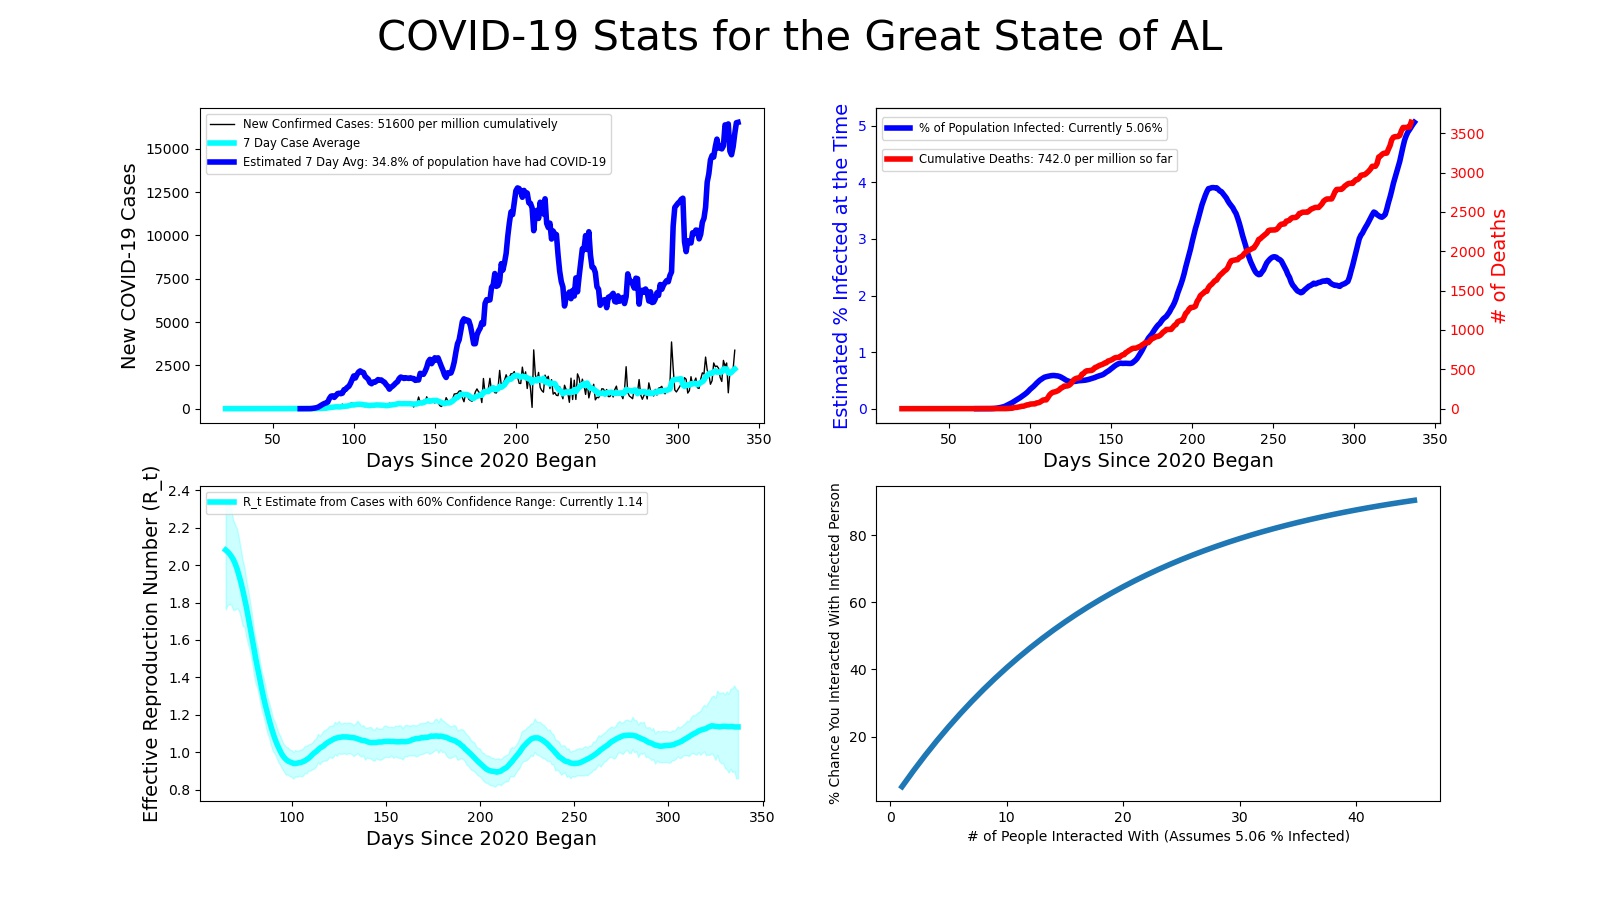 COVID-19 Stats for the Great State of AL
New COVID-19 Cases
15000
12500
10000
7500
5000
2500
0
New Confirmed Cases: 51600 per million cumulatively
7 Day Case Average
Estimated 7 Day Avg: 34.8% of population have had COVID-19
50 100 150 200 250 300 350
Days Since 2020 Began
Estimated % Infected at the Time
5
4
3
2
1
0
% of Population Infected: Currently 5.06%
Cumulative Deaths: 742.0 per million so far
3500
3000
2500
2000
1500
1000
500
0
# of Deaths
50 100 150 200 250 300 350
Days Since 2020 Began
Effective Reproduction Number (R_t)
2.4
2.2
2.0
1.8
1.6
1.4
1.2
1.0
0.8
R_t Estimate from Cases with 60% Confidence Range: Currently 1.14
100 150 200 250 300 350
Days Since 2020 Began
% Chance You Interacted With Infected Person
80
60
40
20
0 10 20 30 40
# of People Interacted With (Assumes 5.06 % Infected)